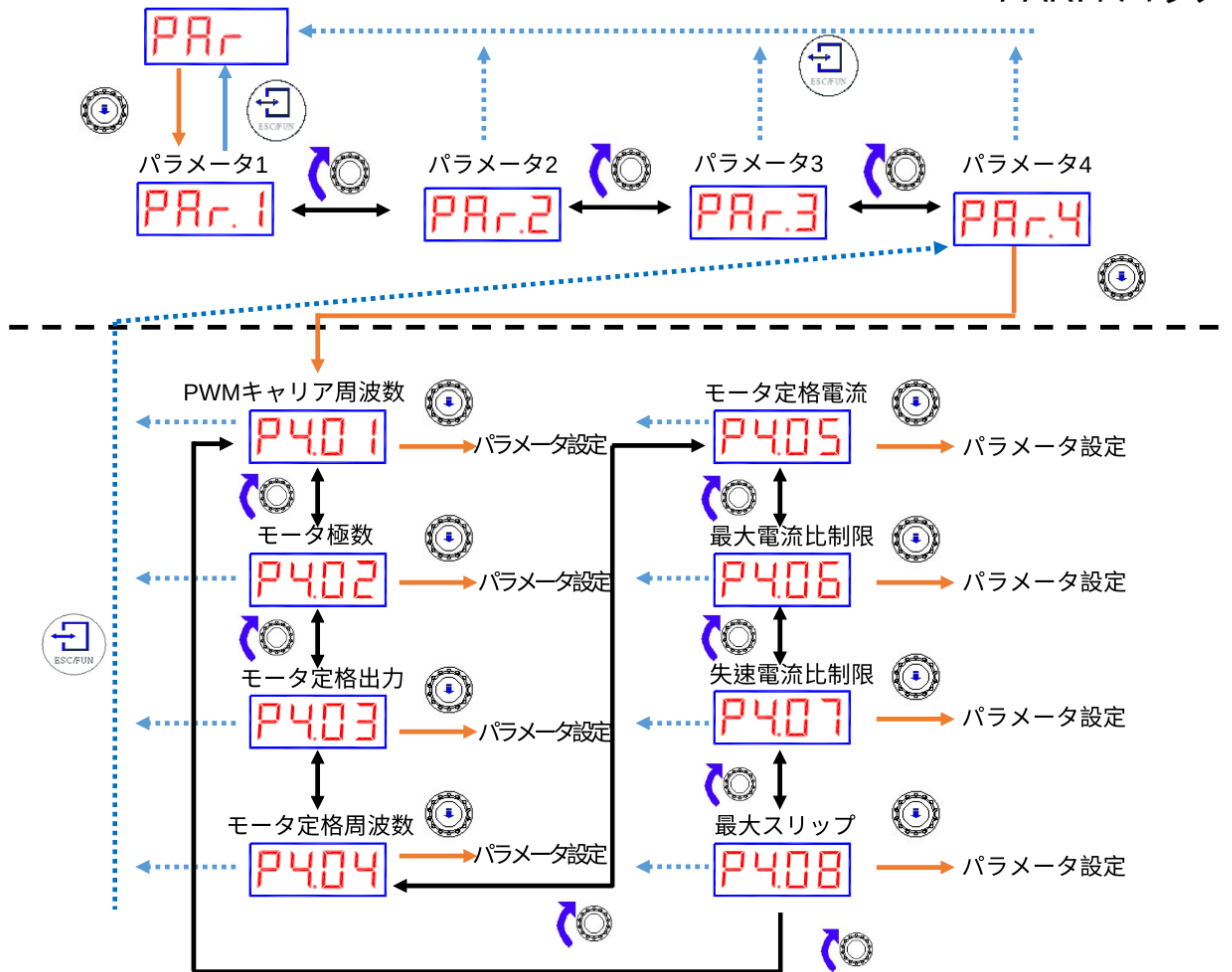 PAr
ESC/FUN
ESC/FUN
パラメータ1
パラメータ2
パラメータ3
パラメータ4
PAr.1
PAr.2
PAr.3
PAr.4
PWMキャリア周波数
P4.01
パラメータ設定
モータ極数
P4.02
パラメータ設定
ESC/FUN
モータ定格出力
P4.03
パラメータ設定
モータ定格周波数
P4.04
パラメータ設定
モータ定格電流
P4.05
パラメータ設定
最大電流比制限
P4.06
パラメータ設定
失速電流比制限
P4.07
パラメータ設定
最大スリップ
P4.08
パラメータ設定